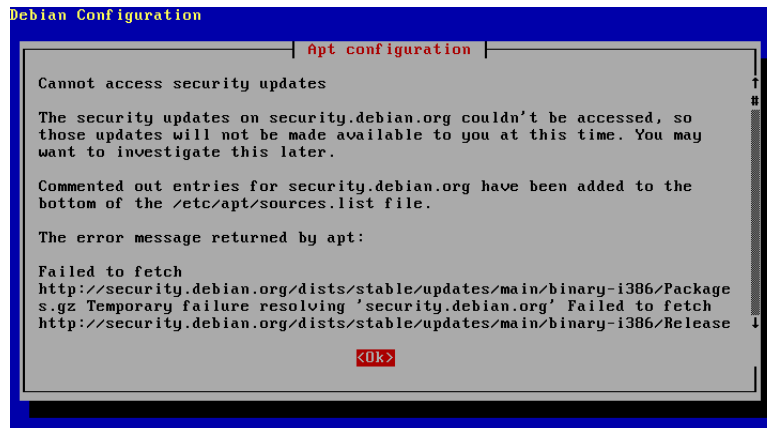 Debian Configuration
Apt configuration
Cannot access security updates
The security updates on security.debian.org couldn't be accessed, so
those updates will not be made available to you at this time. You may
want to investigate this later.
Commented out entries for security.debian.org have been added to the
bottom of the /etc/apt/sources.list file.
The error message returned by apt:
Failed to fetch
http://security.debian.org/dists/stable/updates/main/binary-i386/Package
s.gz Temporary failure resolving 'security.debian.org' Failed to fetch
http://security.debian.org/dists/stable/updates/main/binary-i386/Release
<Ok>